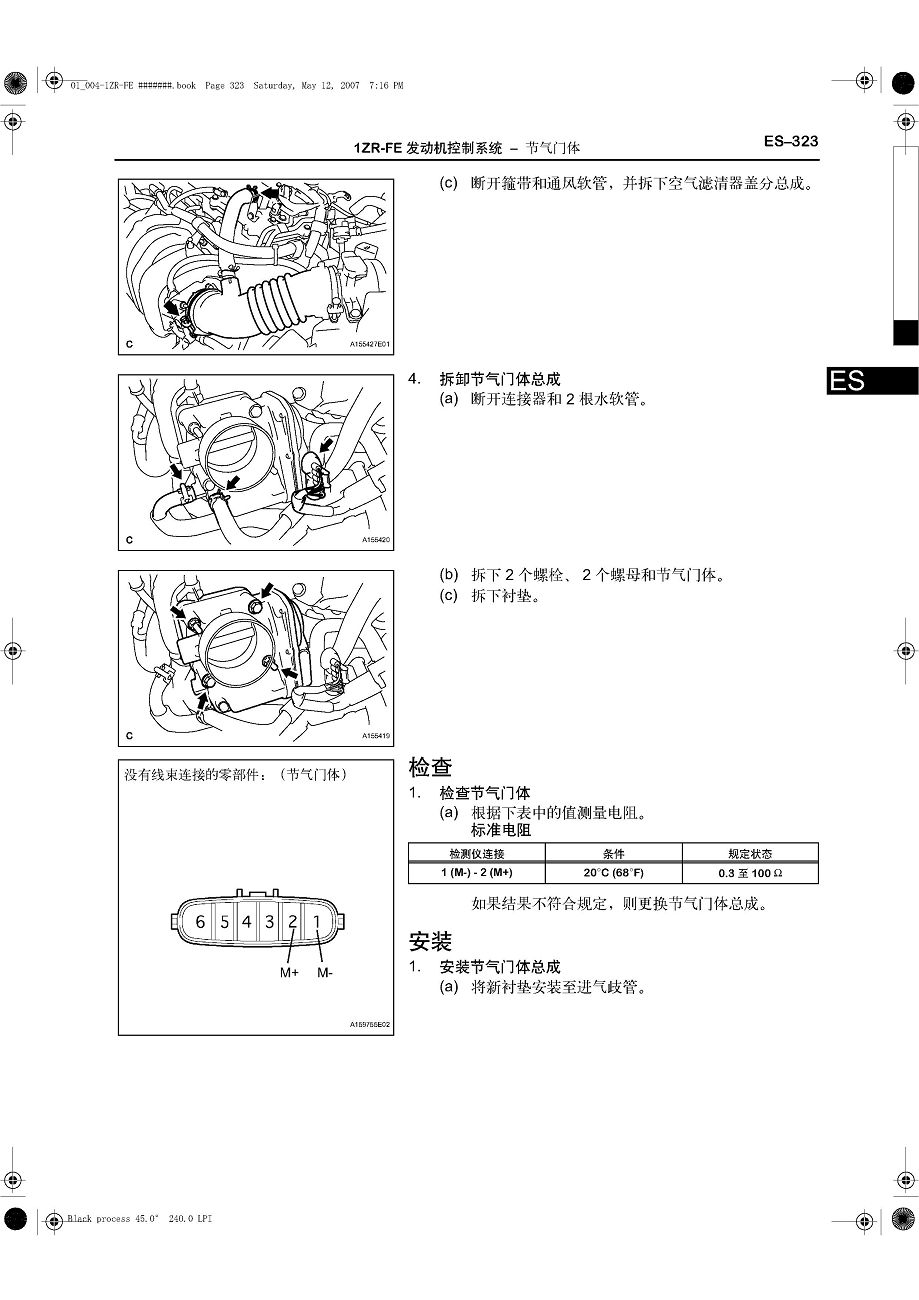 01_004-1ZR-FE #######.book Page 323 Saturday, May 12, 2007 7:16 PM
1ZR-FE 发动机控制系统 – 节气门体
ES–323
(c) 断开箍带和通风软管，并拆下空气滤清器盖分总成。
C
A155427E01
ES
4. 拆卸节气门体总成
(a) 断开连接器和 2 根水软管。
C
A155420
(b) 拆下 2 个螺栓、 2 个螺母和节气门体。
(c) 拆下衬垫。
C
A155419
没有线束连接的零部件：（节气门体）
6 5 4 3 2 1
M+ M-
A159755E02
检查
1. 检查节气门体
(a) 根据下表中的值测量电阻。
标准电阻
检测仪连接 条件 规定状态
1 (M-) - 2 (M+) 20°C (68°F) 0.3 至 100 Ω
如果结果不符合规定，则更换节气门体总成。
安装
1. 安装节气门体总成
(a) 将新衬垫安装至进气歧管。
Black process 45.0° 240.0 LPI